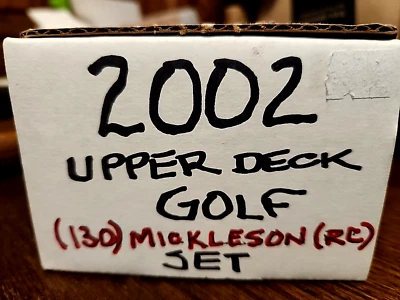 2002
UPPER DECK
GOLF
(130) MICKLESON (RC)
SET